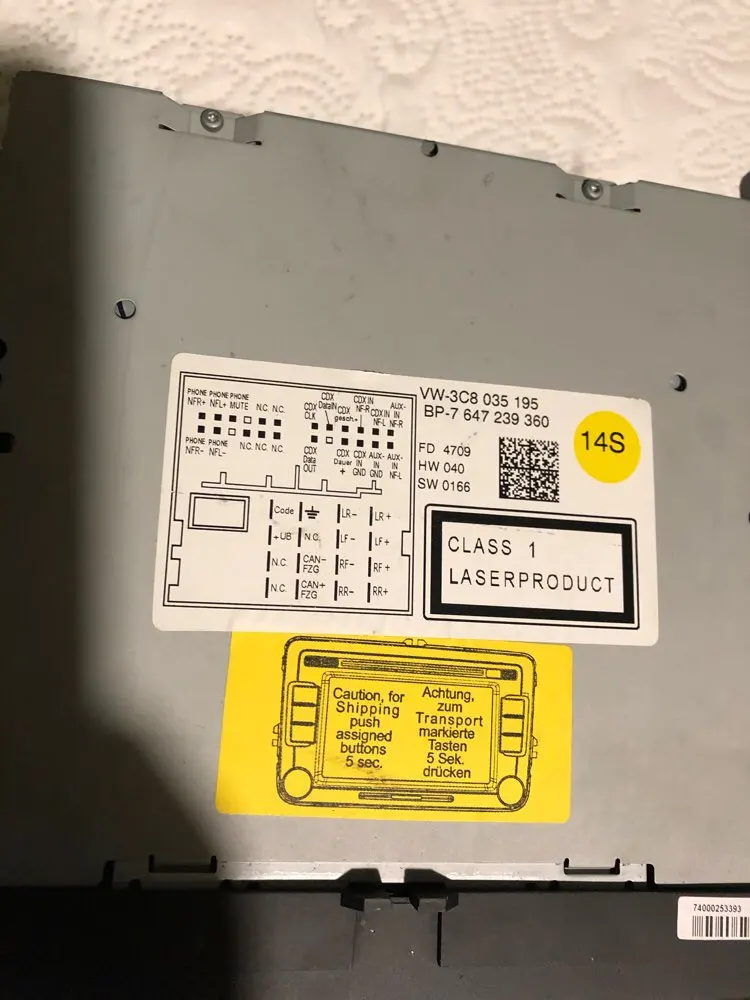 PHONE PHONE PHONE
NFR+ NFL+ MUTE N.C. N.C.
PHONE PHONE
NFR- NFL- N.C. N.C. N.C.
CDX CLK
CDX DataIN
CDX gesch.+
CDX IN NF-R
CDX IN NF-L
AUX-IN NF-R
CDX Data OUT
CDX Dauer +
CDX IN GND
AUX-IN GND
AUX-IN NF-L
Code LR- LR+
+UB N.C. LF- LF+
N.C. CAN-FZG RF- RF+
N.C. CAN+FZG RR- RR+
VW-3C8 035 195
BP-7 647 239 360
FD 4709
HW 040
SW 0166
14S
CLASS 1
LASERPRODUCT
Caution, for
Shipping
push
assigned
buttons
5 sec.
Achtung,
zum
Transport
markierte
Tasten
5 Sek.
drücken
74000253393